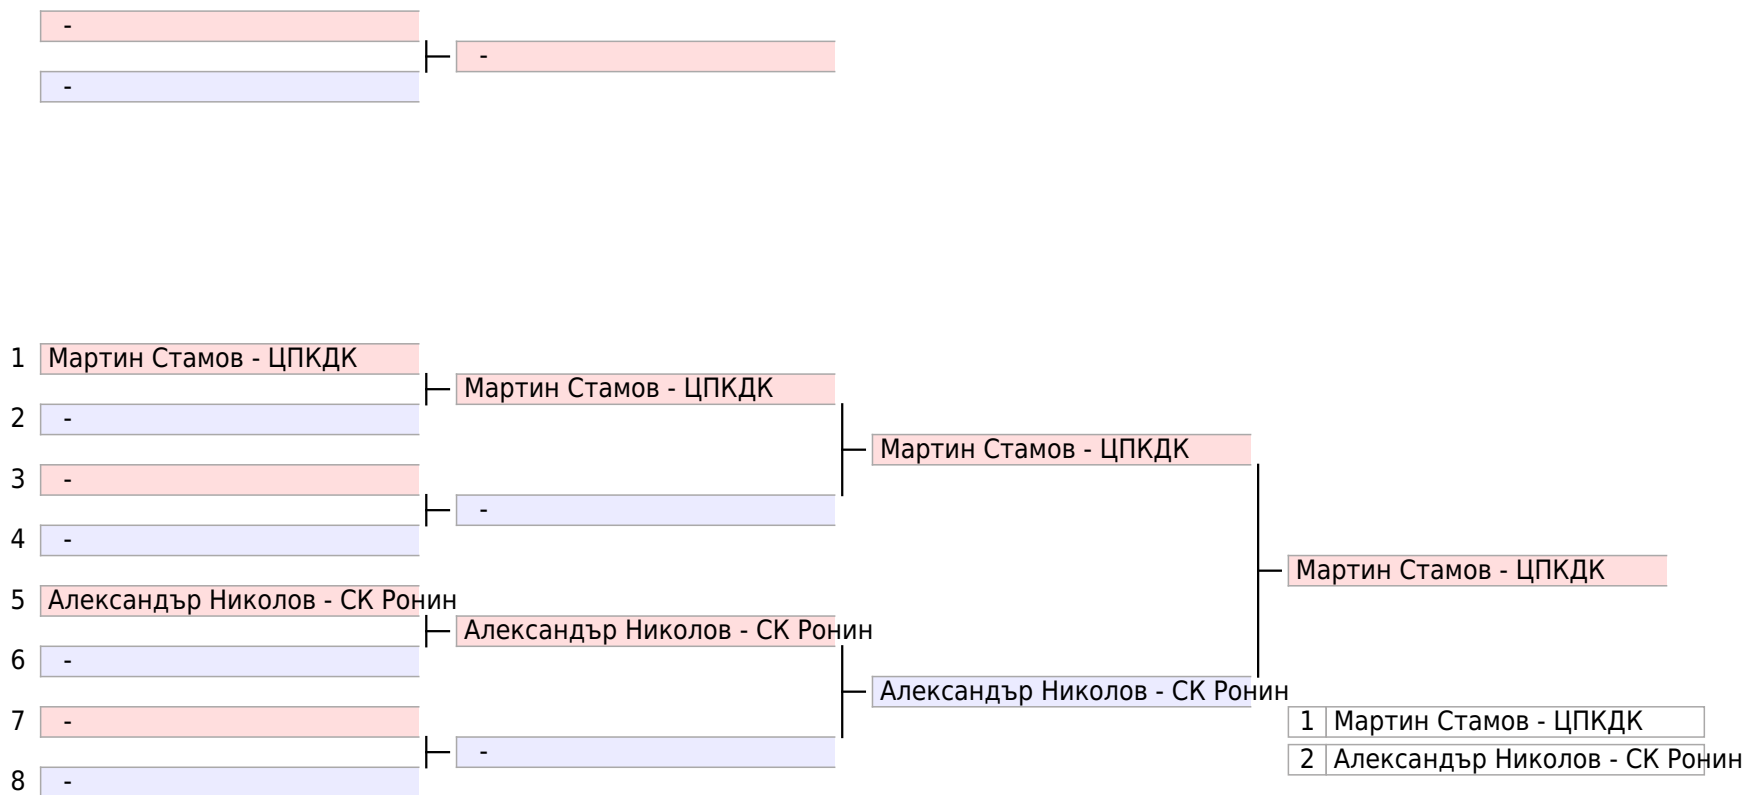 -
-
-
1 Мартин Стамов - ЦПКДК
Мартин Стамов - ЦПКДК
2 -
Мартин Стамов - ЦПКДК
3 -
-
4 -
Мартин Стамов - ЦПКДК
5 Александър Николов - СК Ронин
Александър Николов - СК Ронин
6 -
Александър Николов - СК Ронин
7 -
1 Мартин Стамов - ЦПКДК
-
2 Александър Николов - СК Ронин
8 -